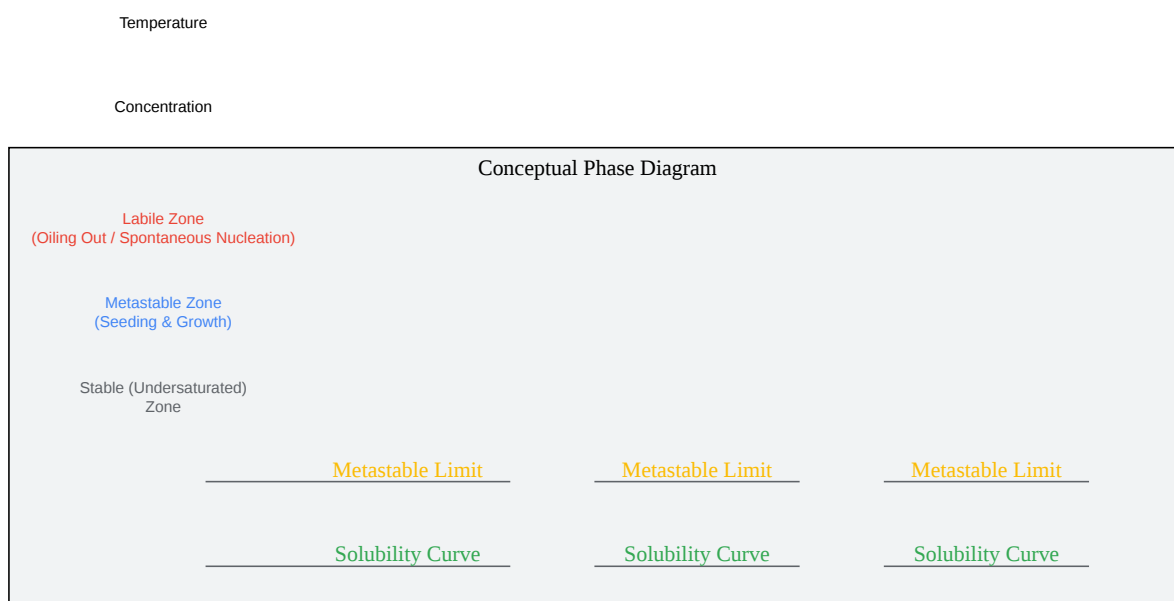 Temperature
Concentration
Conceptual Phase Diagram
Labile Zone
(Oiling Out / Spontaneous Nucleation)
Metastable Zone
(Seeding & Growth)
Stable (Undersaturated)
Zone
Metastable Limit Metastable Limit Metastable Limit
Solubility Curve Solubility Curve Solubility Curve